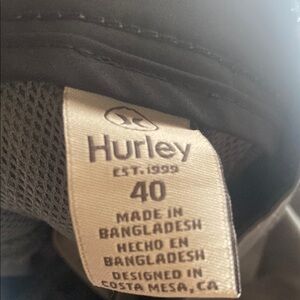 Hurley
EST. 1999
40
MADE IN
BANGLADESH
HECHO EN
BANGLADESH
DESIGNED IN
COSTA MESA, CA